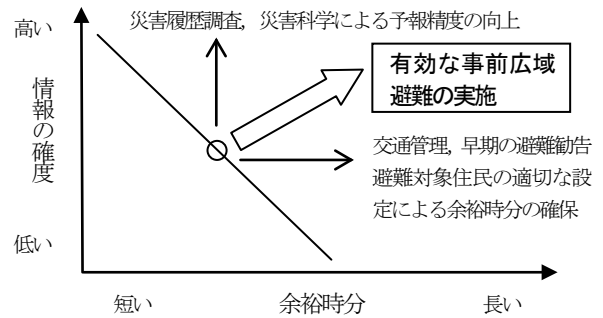 災害履歴調査，災害科学による予報精度の向上
高い
有効な事前広域
避難の実施
情報の確度
交通管理，早期の避難勧告
避難対象住民の適切な設
定による余裕時分の確保
低い
短い
余裕時分
長い